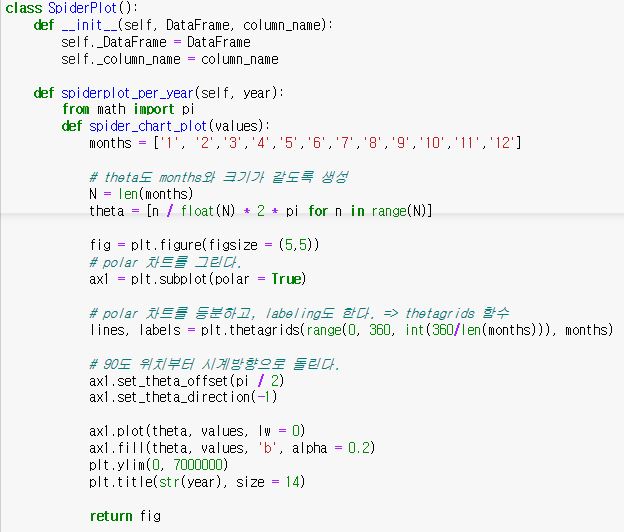 class SpiderPlot():
    def __init__(self, DataFrame, column_name):
        self._DataFrame = DataFrame
        self._column_name = column_name

    def spiderplot_per_year(self, year):
        from math import pi
        def spider_chart_plot(values):
            months = ['1', '2','3','4','5','6','7','8','9','10','11','12']

            # theta도 months와 크기가 같도록 생성
            N = len(months)
            theta = [n / float(N) * 2 * pi for n in range(N)]

            fig = plt.figure(figsize = (5,5))
            # polar 차트를 그린다.
            ax1 = plt.subplot(polar = True)

            # polar 차트를 등분하고, labeling도 한다. => thetagrids 함수
            lines, labels = plt.thetagrids(range(0, 360, int(360/len(months))), months)

            # 90도 위치부터 시계방향으로 돌린다.
            ax1.set_theta_offset(pi / 2)
            ax1.set_theta_direction(-1)

            ax1.plot(theta, values, lw = 0)
            ax1.fill(theta, values, 'b', alpha = 0.2)
            plt.ylim(0, 7000000)
            plt.title(str(year), size = 14)

            return fig